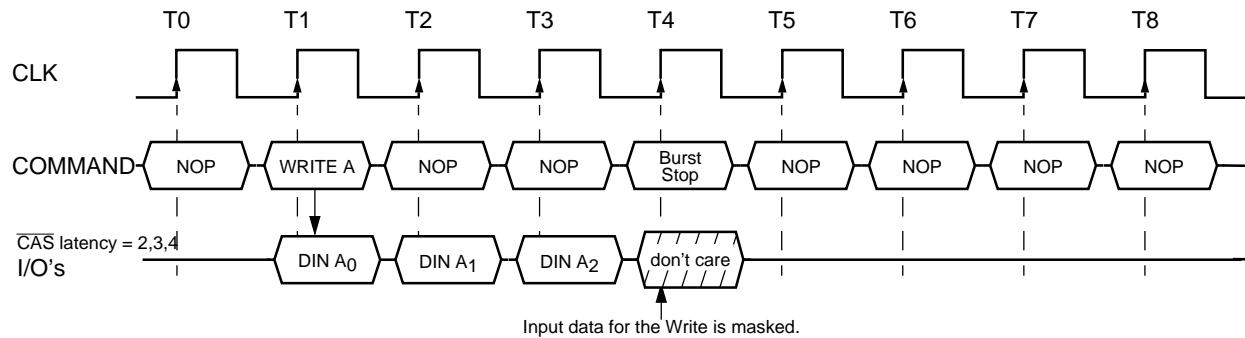 T0 T1 T2 T3 T4 T5 T6 T7 T8
CLK
COMMAND NOP WRITE A NOP NOP Burst Stop NOP NOP NOP NOP
CAS latency = 2,3,4
I/O's DIN A0 DIN A1 DIN A2 don't care
Input data for the Write is masked.